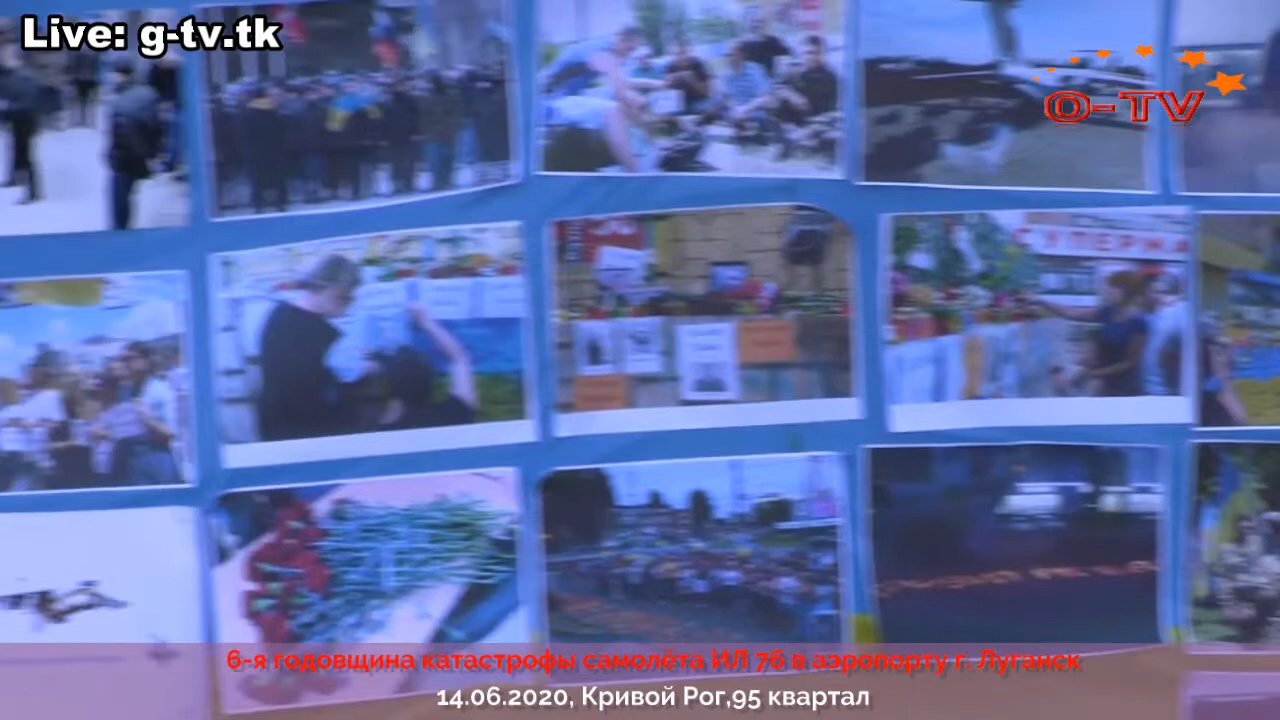 Live: g-tv.tk
O-TV
СУПЕРМА
6-я годовщина катастрофы самолёта ИЛ 76 в аэропорту г. Луганск
14.06.2020, Кривой Рог,95 квартал